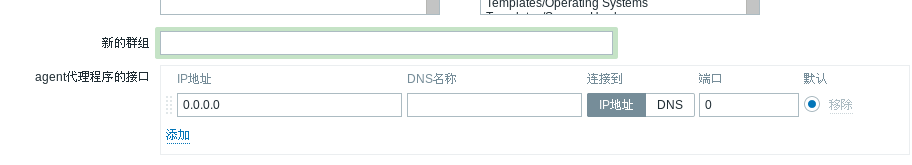 Templates/Operating Systems
新的群组
agent代理程序的接口
IP地址 DNS名称 连接到 端口 默认
0.0.0.0 IP地址 DNS 0 移除
添加